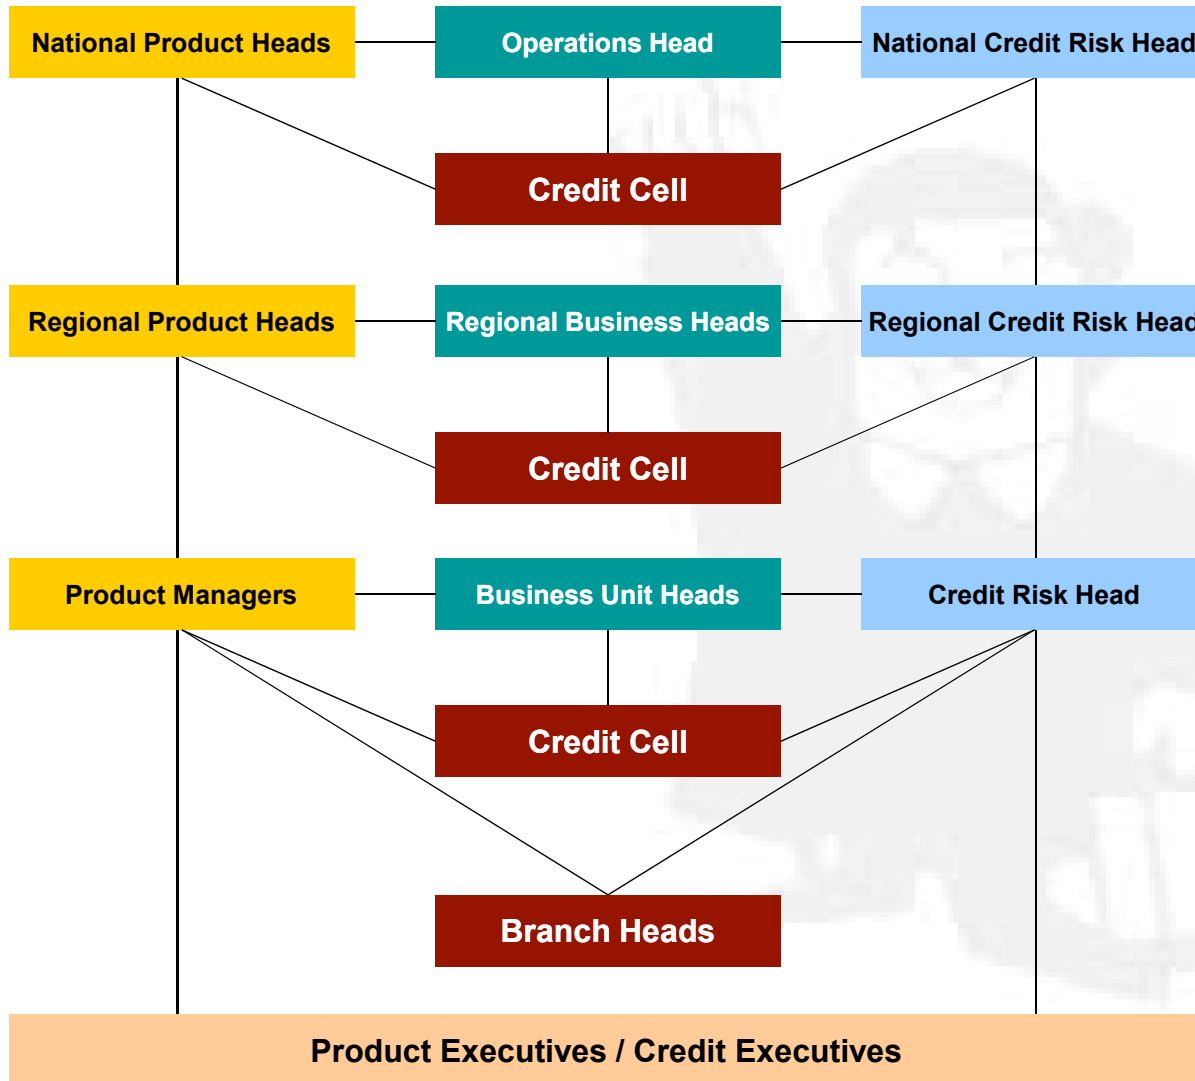 National Product Heads
Operations Head
National Credit Risk Head
Credit Cell
Regional Product Heads
Regional Business Heads
Regional Credit Risk Head
Credit Cell
Product Managers
Business Unit Heads
Credit Risk Head
Credit Cell
Branch Heads
Product Executives / Credit Executives